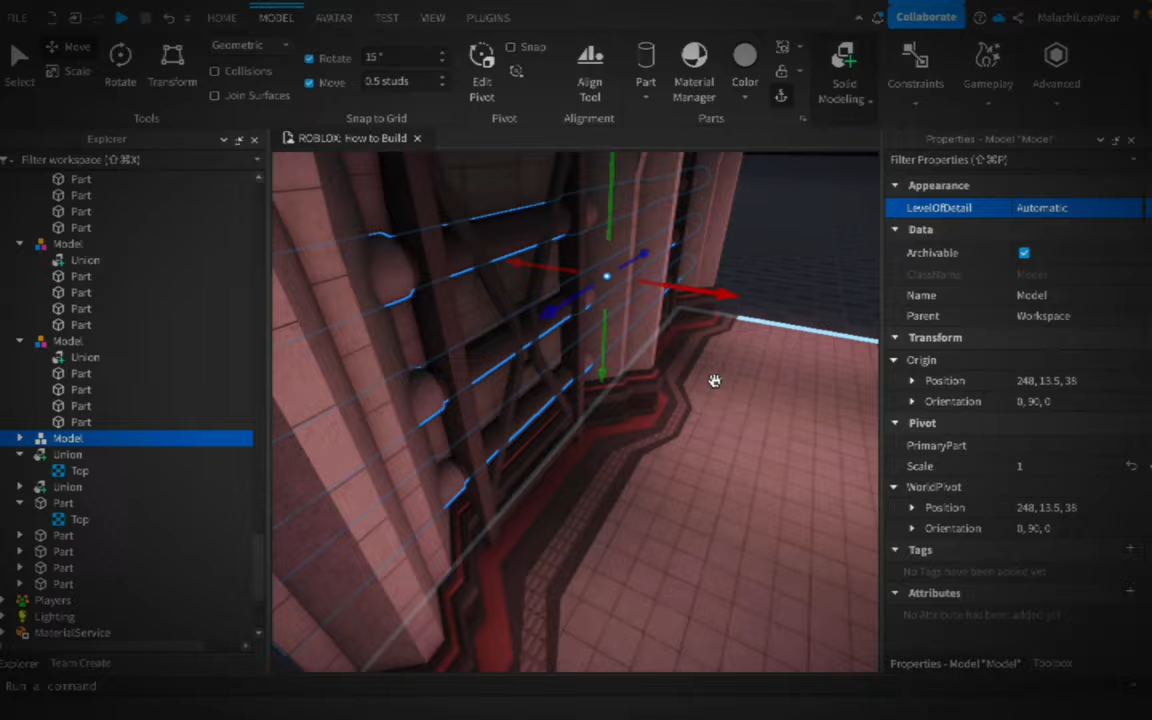 FILE
HOME
MODEL
AVATAR
TEST
VIEW
PLUGINS
Collaborate
MalachiLeapYear
Select
Move
Scale
Rotate
Transform
Geometric
Collisions
Join Surfaces
Tools
Rotate 15°
Move 0.5 studs
Snap to Grid
Edit
Pivot
Snap
Pivot
Align
Tool
Alignment
Part
Material
Manager
Color
Parts
Solid
Modeling
Constraints
Gameplay
Advanced
Explorer
Filter workspace (⇧⌘X)
Part
Part
Part
Part
Model
Union
Part
Part
Part
Part
Model
Union
Part
Part
Part
Part
Model
Union
Top
Union
Part
Top
Part
Part
Part
Part
Players
Lighting
MaterialService
Explorer
Team Create
Run a command
ROBLOX: How to Build
Properties - Model "Model"
Filter Properties (⇧⌘P)
Appearance
LevelOfDetail Automatic
Data
Archivable
ClassName Model
Name Model
Parent Workspace
Transform
Origin
Position 248, 13.5, 38
Orientation 0, 90, 0
Pivot
PrimaryPart
Scale 1
WorldPivot
Position 248, 13.5, 38
Orientation 0, 90, 0
Tags
No Tags have been added yet
Attributes
No Attribute has been added yet
Properties - Model "Model"
Toolbox